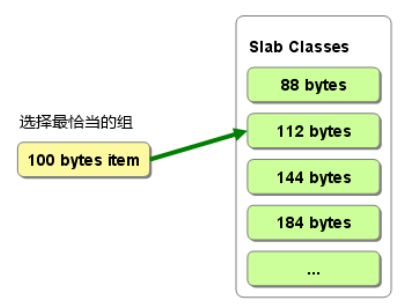 Slab Classes
88 bytes
选择最恰当的组
112 bytes
100 bytes item
144 bytes
184 bytes
...